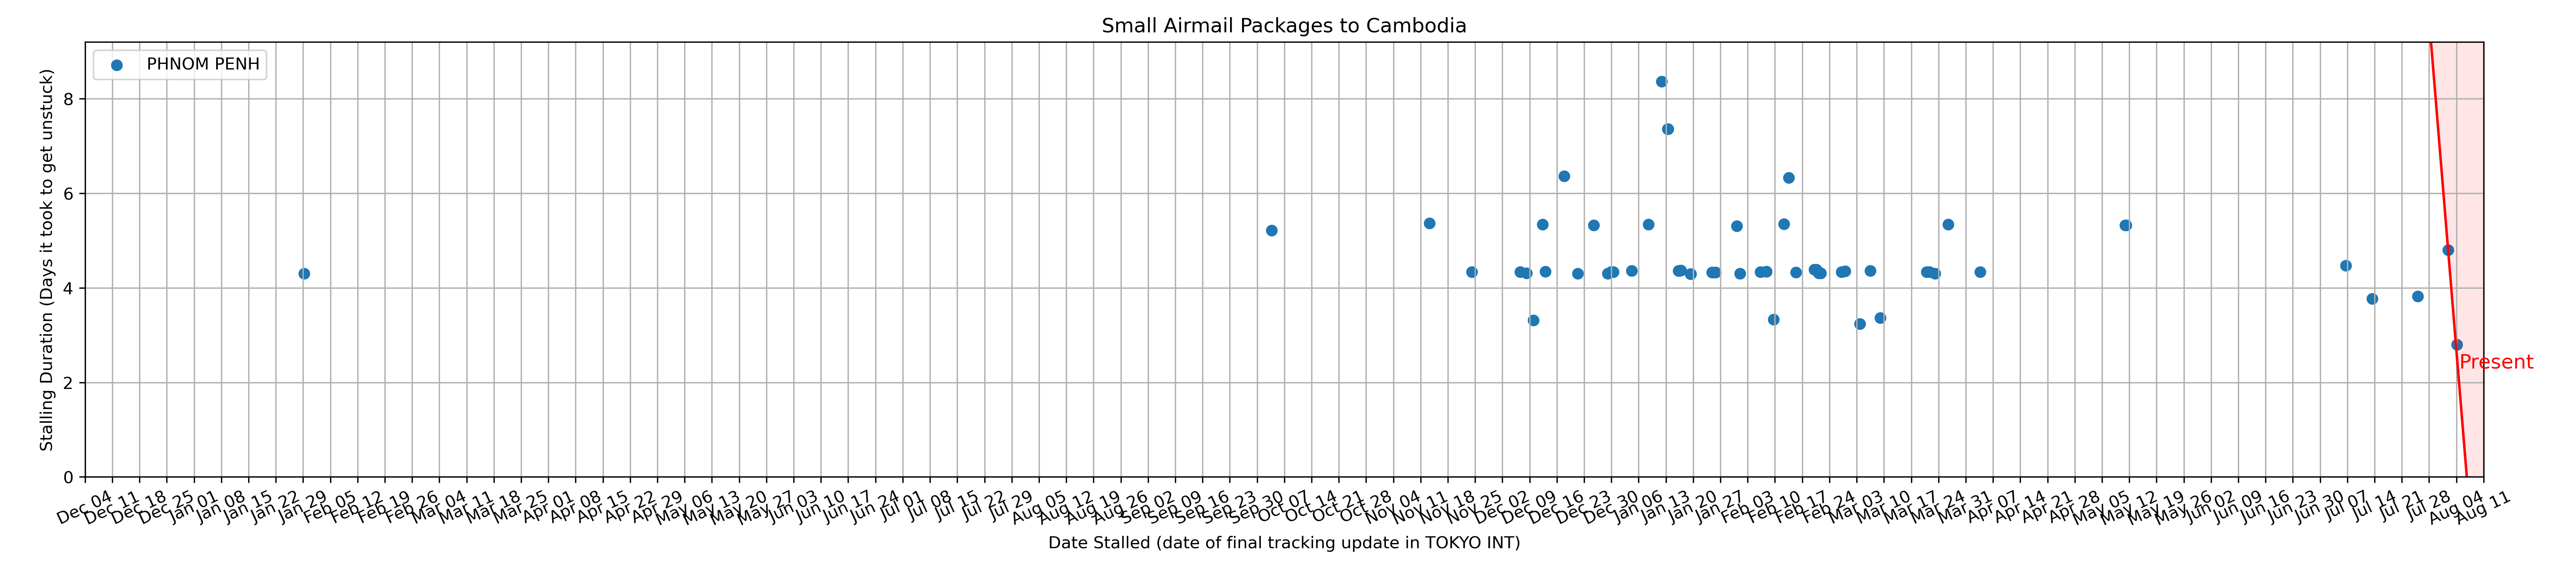 Small Airmail Packages to Cambodia
PHNOM PENH
Stalling Duration (Days it took to get unstuck)
8
6
4
2
0
Present
Dec 04
Dec 11
Dec 18
Dec 25
Jan 01
Jan 08
Jan 15
Jan 22
Jan 29
Feb 05
Feb 12
Feb 19
Feb 26
Mar 04
Mar 11
Mar 18
Mar 25
Apr 01
Apr 08
Apr 15
Apr 22
Apr 29
May 06
May 13
May 20
May 27
Jun 03
Jun 10
Jun 17
Jun 24
Jul 01
Jul 08
Jul 15
Jul 22
Jul 29
Aug 05
Aug 12
Aug 19
Aug 26
Sep 02
Sep 09
Sep 16
Sep 23
Sep 30
Oct 07
Oct 14
Oct 21
Oct 28
Nov 04
Nov 11
Nov 18
Nov 25
Dec 02
Dec 09
Dec 16
Dec 23
Dec 30
Jan 06
Jan 13
Jan 20
Jan 27
Feb 03
Feb 10
Feb 17
Feb 24
Mar 03
Mar 10
Mar 17
Mar 24
Mar 31
Apr 07
Apr 14
Apr 21
Apr 28
May 05
May 12
May 19
May 26
Jun 02
Jun 09
Jun 16
Jun 23
Jun 30
Jul 07
Jul 14
Jul 21
Jul 28
Aug 04
Aug 11
Date Stalled (date of final tracking update in TOKYO INT)